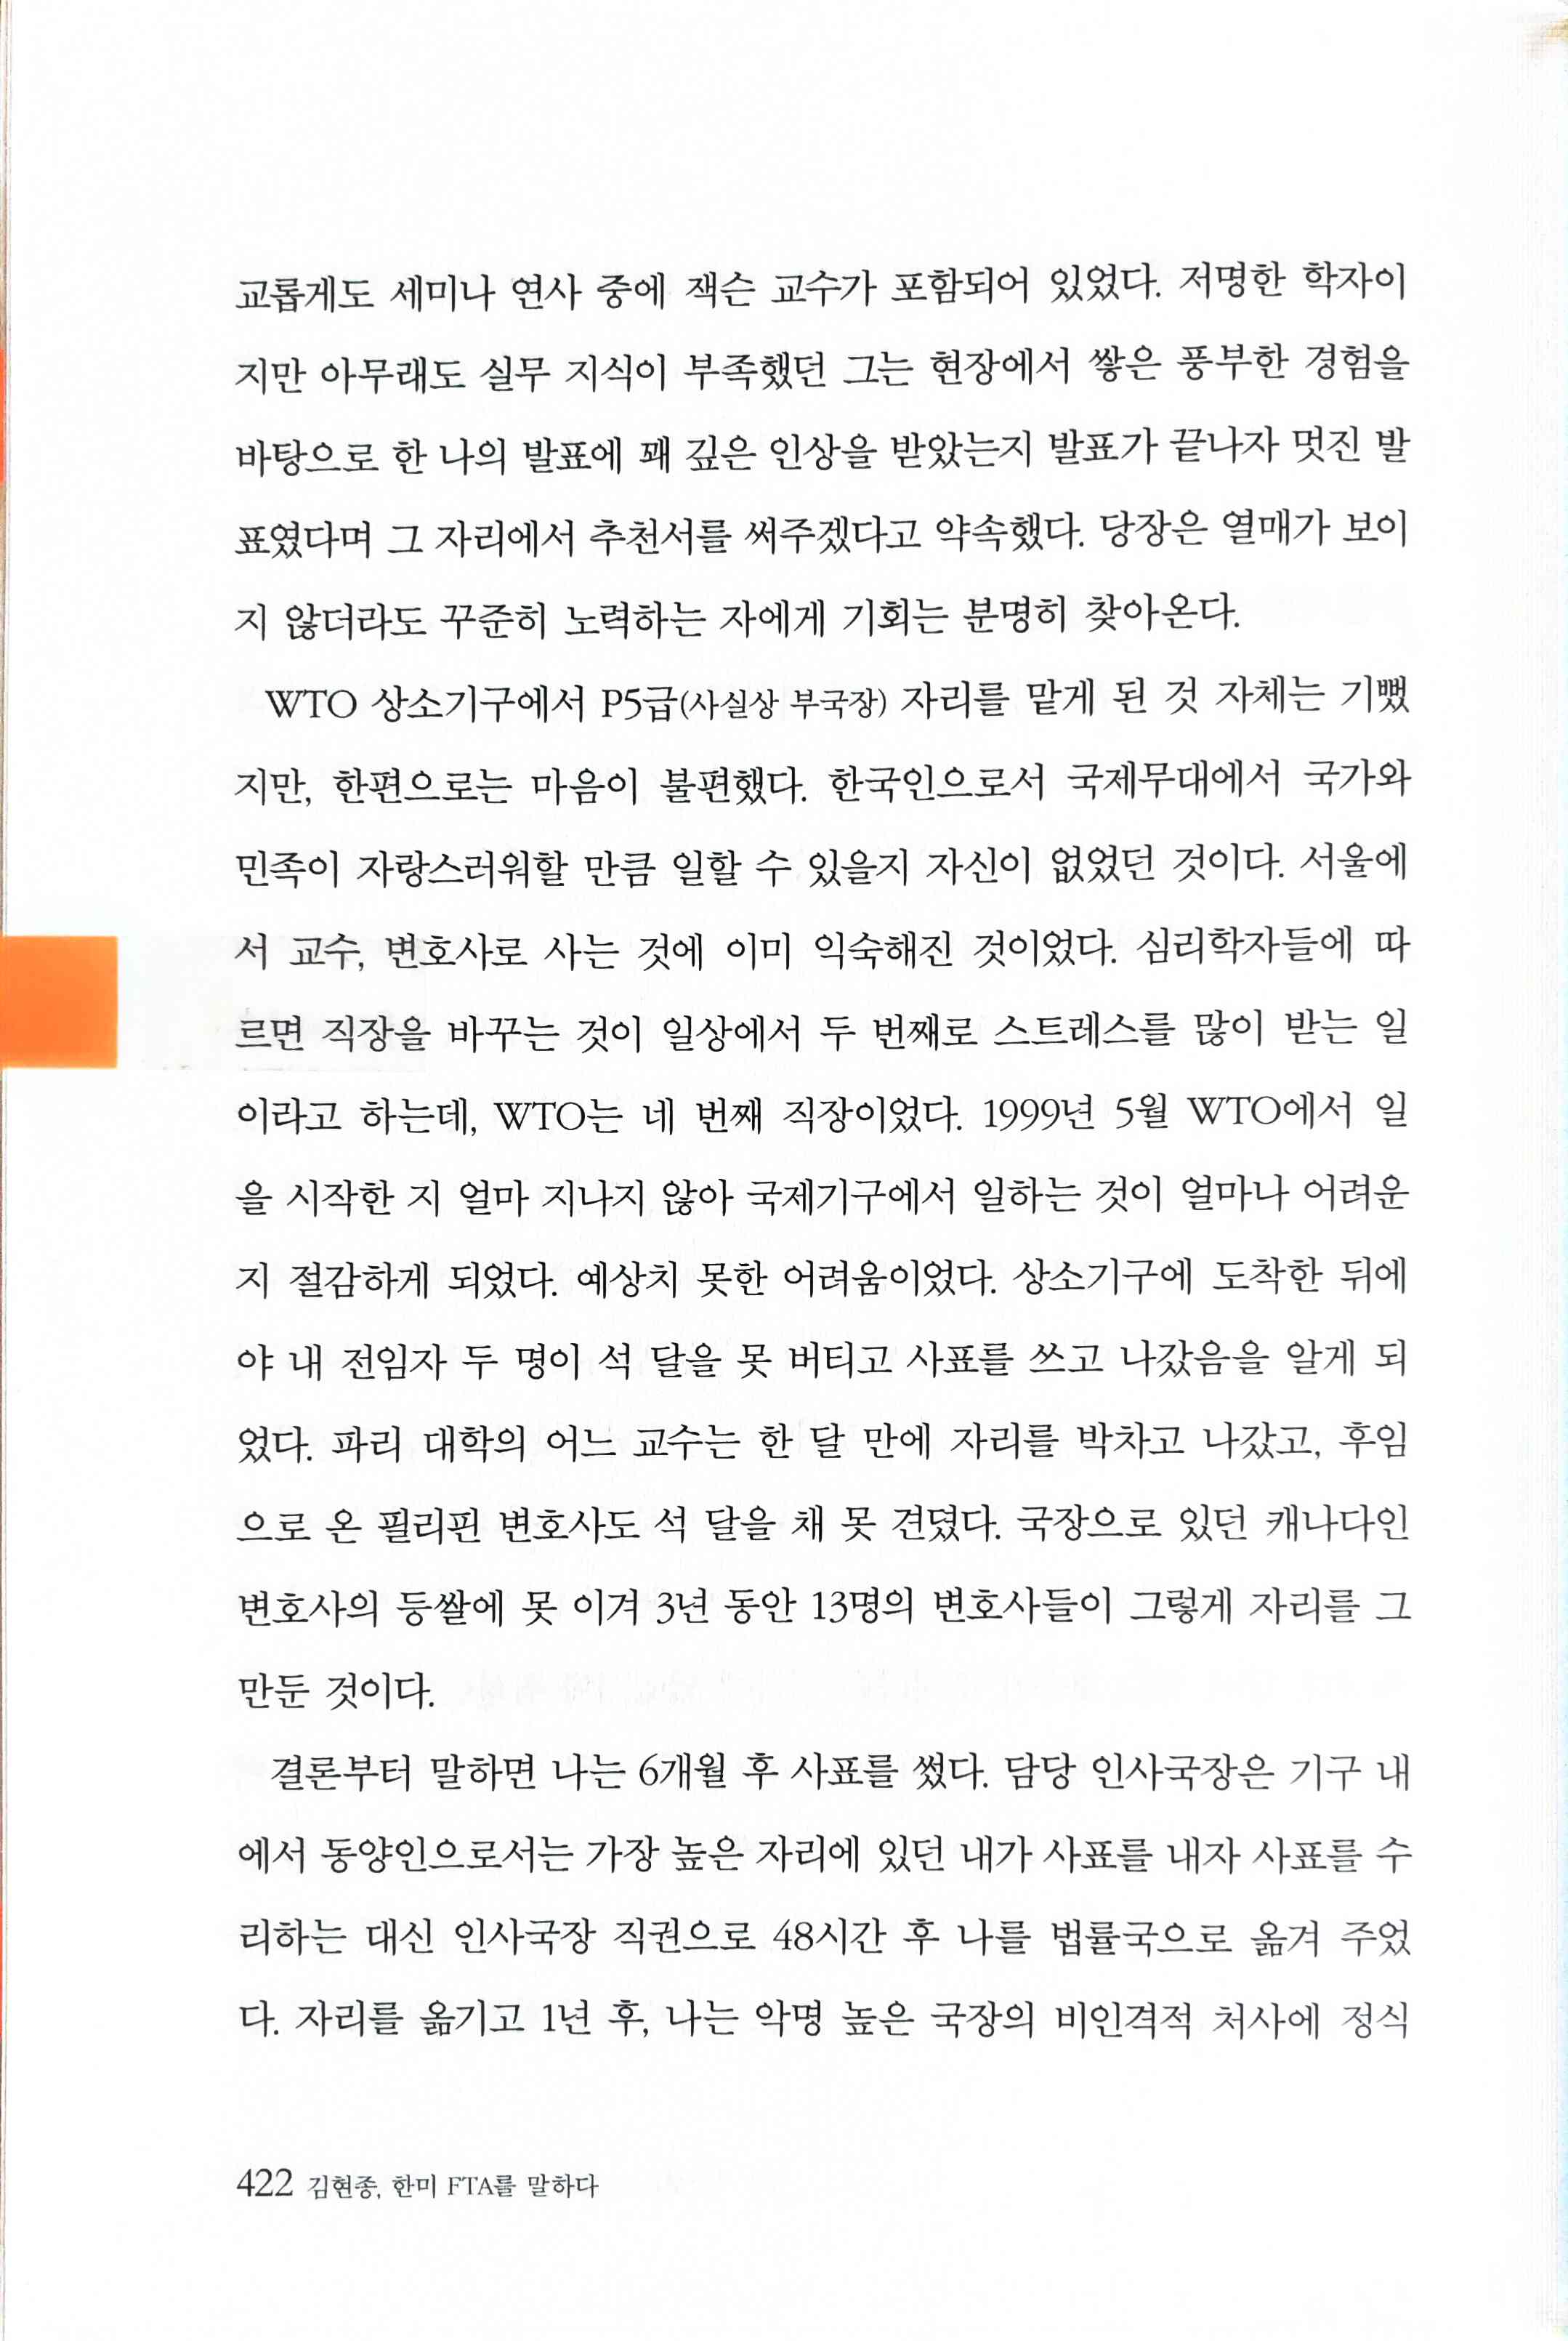 교롭게도 세미나 연사 중에 잭슨 교수가 포함되어 있었다. 저명한 학자이
지만 아무래도 실무 지식이 부족했던 그는 현장에서 쌓은 풍부한 경험을
바탕으로 한 나의 발표에 꽤 깊은 인상을 받았는지 발표가 끝나자 멋진 발
표였다며 그 자리에서 추천서를 써주겠다고 약속했다. 당장은 열매가 보이
지 않더라도 꾸준히 노력하는 자에게 기회는 분명히 찾아온다.
WTO 상소기구에서 P5급(사실상 부국장) 자리를 맡게 된 것 자체는 기뻤
지만, 한편으로는 마음이 불편했다. 한국인으로서 국제무대에서 국가와
민족이 자랑스러워할 만큼 일할 수 있을지 자신이 없었던 것이다. 서울에
서 교수, 변호사로 사는 것에 이미 익숙해진 것이었다. 심리학자들에 따
르면 직장을 바꾸는 것이 일상에서 두 번째로 스트레스를 많이 받는 일
이라고 하는데, WTO는 네 번째 직장이었다. 1999년 5월 WTO에서 일
을 시작한 지 얼마 지나지 않아 국제기구에서 일하는 것이 얼마나 어려운
지 절감하게 되었다. 예상치 못한 어려움이었다. 상소기구에 도착한 뒤에
야 내 전임자 두 명이 석 달을 못 버티고 사표를 쓰고 나갔음을 알게 되
었다. 파리 대학의 어느 교수는 한 달 만에 자리를 박차고 나갔고, 후임
으로 온 필리핀 변호사도 석 달을 채 못 견뎠다. 국장으로 있던 캐나다인
변호사의 등쌀에 못 이겨 3년 동안 13명의 변호사들이 그렇게 자리를 그
만둔 것이다.
결론부터 말하면 나는 6개월 후 사표를 썼다. 담당 인사국장은 기구 내
에서 동양인으로서는 가장 높은 자리에 있던 내가 사표를 내자 사표를 수
리하는 대신 인사국장 직권으로 48시간 후 나를 법률국으로 옮겨 주었
다. 자리를 옮기고 1년 후, 나는 악명 높은 국장의 비인격적 처사에 정식
422 김현종, 한미 FTA를 말하다